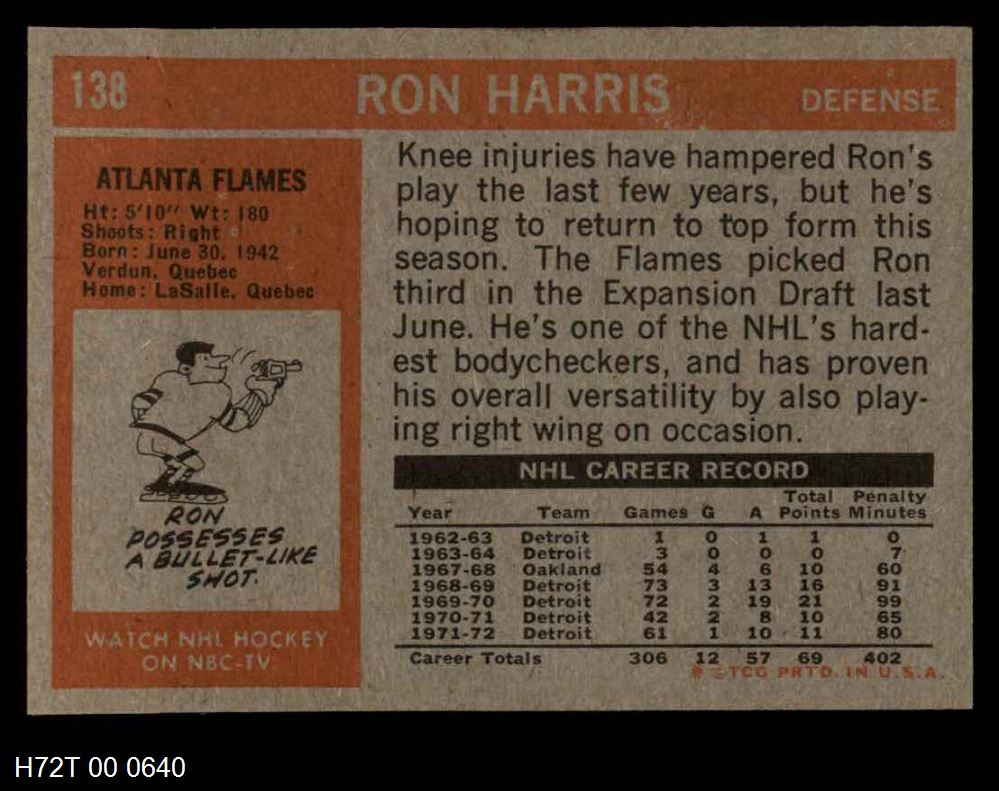 138 RON HARRIS DEFENSE
ATLANTA FLAMES
Ht: 5'10" Wt: 180
Shoots: Right
Born: June 30, 1942
Verdun, Quebec
Home: LaSalle, Quebec
RON
POSSESSES
A BULLET-LIKE
SHOT.
WATCH NHL HOCKEY
ON NBC-TV
Knee injuries have hampered Ron's
play the last few years, but he's
hoping to return to top form this
season. The Flames picked Ron
third in the Expansion Draft last
June. He's one of the NHL's hard-
est bodycheckers, and has proven
his overall versatility by also play-
ing right wing on occasion.
NHL CAREER RECORD
Year Team Games G A Total Points Penalty Minutes
1962-63 Detroit 1 0 1 1 0
1963-64 Detroit 3 0 0 0 7
1967-68 Oakland 54 4 6 10 60
1968-69 Detroit 73 3 13 16 91
1969-70 Detroit 72 2 19 21 99
1970-71 Detroit 42 2 8 10 65
1971-72 Detroit 61 1 10 11 80
Career Totals 306 12 57 69 402
* © TCG PRTD. IN U.S.A.
H72T 00 0640